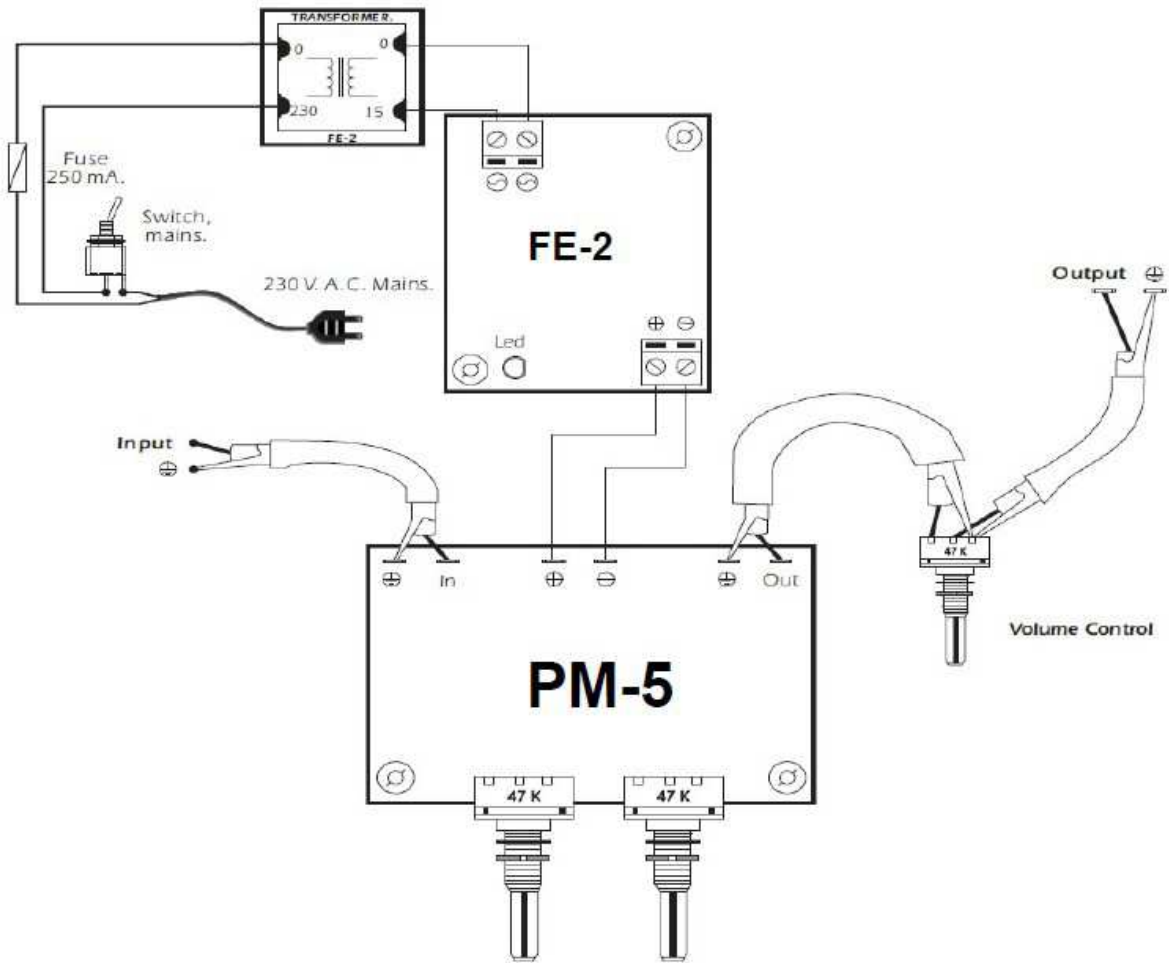 TRANSFORMER.
0
0
230
15
FE-2
Fuse
250 mA.
Switch,
mains.
230 V. A.C. Mains.
FE-2
Led
Output
Input
In
Out
47 K
Volume Control
PM-5
47 K
47 K